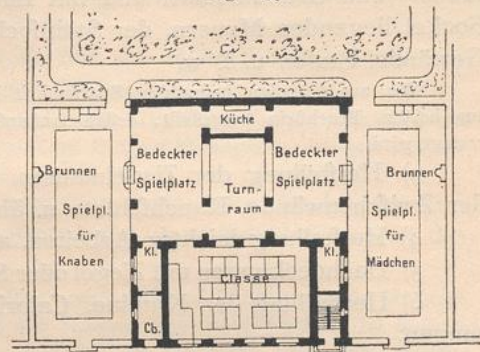 Küche
Bedeckter
Spielplatz
Bedeckter
Spielplatz
Turn-
raum
Brunnen
Brunnen
Spielpl.
für
Knaben
Spielpl.
für
Mädchen
Kl.
Kl.
Classe
Cb.